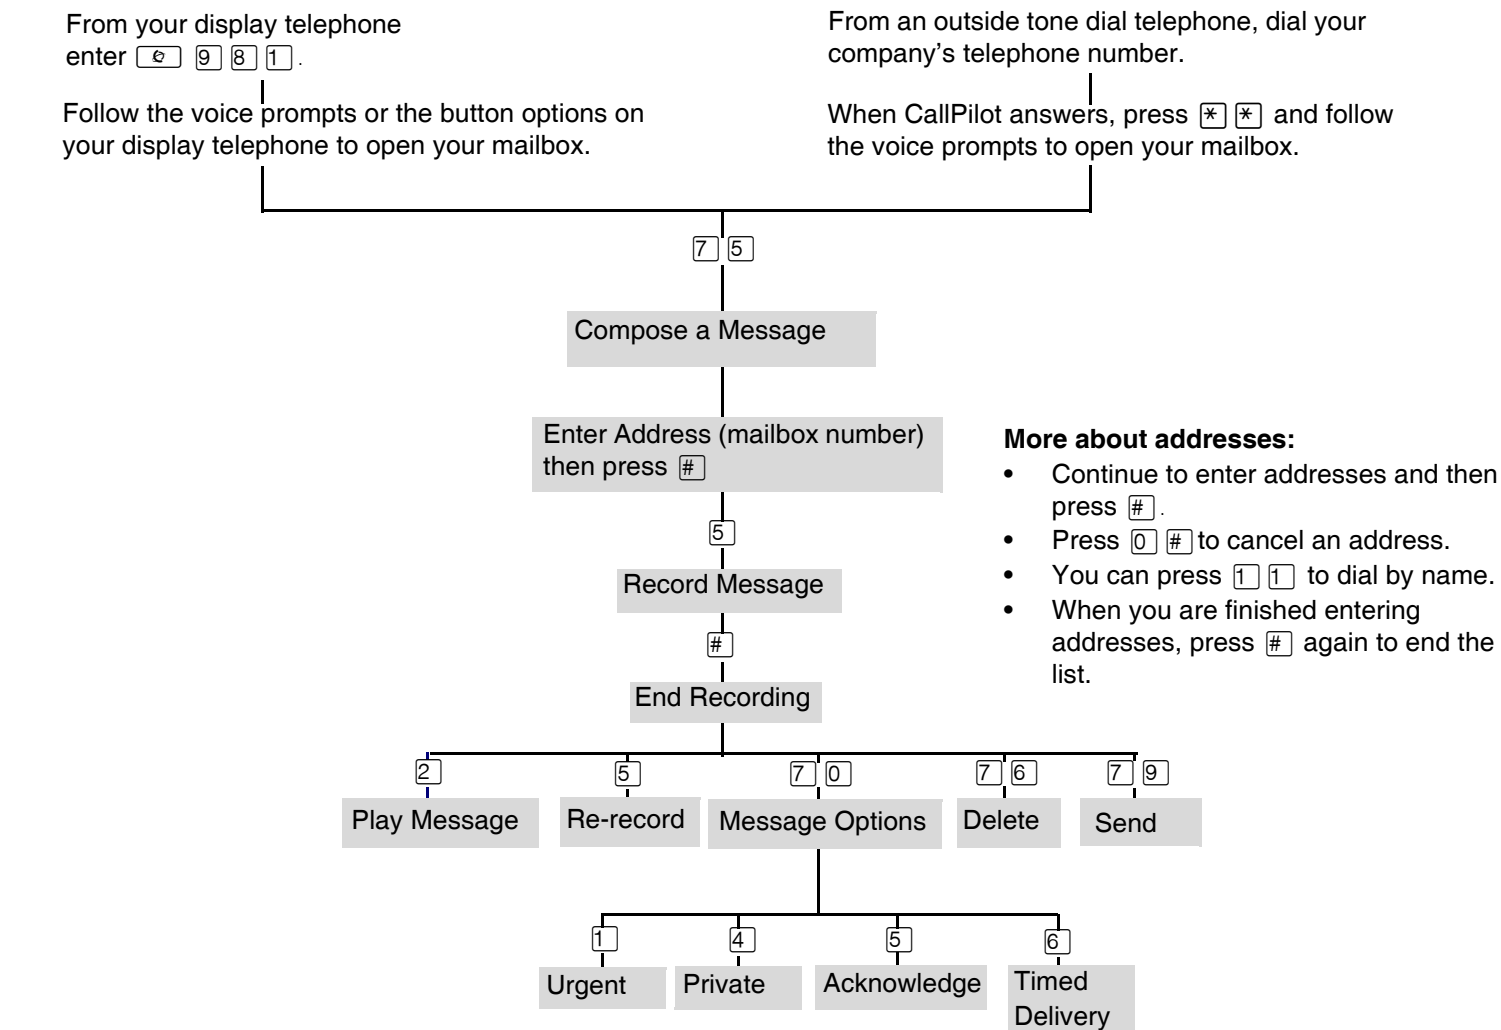 From your display telephone
enter 9 8 1 .
Follow the voice prompts or the button options on
your display telephone to open your mailbox.
From an outside tone dial telephone, dial your
company’s telephone number.
When CallPilot answers, press * * and follow
the voice prompts to open your mailbox.
7 5
Compose a Message
Enter Address (mailbox number)
then press #
5
Record Message
#
End Recording
More about addresses:
• Continue to enter addresses and then
press # .
• Press 0 # to cancel an address.
• You can press 1 1 to dial by name.
• When you are finished entering
addresses, press # again to end the
list.
2
Play Message
5
Re-record
7 0
Message Options
7 6
Delete
7 9
Send
1
Urgent
4
Private
5
Acknowledge
6
Timed
Delivery